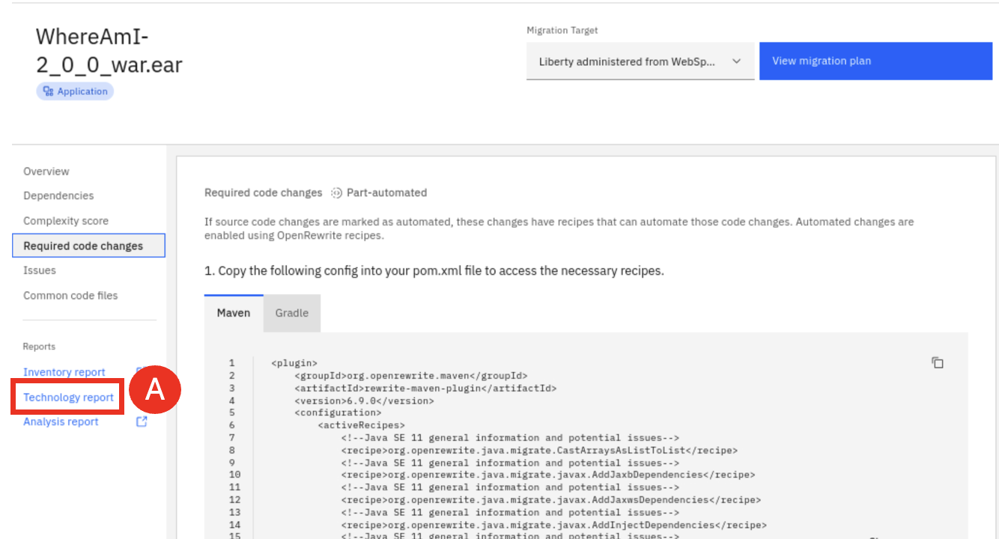 WhereAmI-
2_0_0_war.ear
Application
Migration Target
Liberty administered from WebSp...
View migration plan
Overview
Dependencies
Complexity score
Required code changes
Issues
Common code files
Reports
Inventory report
Technology report
A
Analysis report
Required code changes Part-automated
If source code changes are marked as automated, these changes have recipes that can automate those code changes. Automated changes are
enabled using OpenRewrite recipes.
1. Copy the following config into your pom.xml file to access the necessary recipes.
Maven Gradle
1 <plugin>
2 <groupId>org.openrewrite.maven</groupId>
3 <artifactId>rewrite-maven-plugin</artifactId>
4 <version>6.9.0</version>
5 <configuration>
6 <activeRecipes>
7 <!--Java SE 11 general information and potential issues-->
8 <recipe>org.openrewrite.java.migrate.CastArraysAsListToList</recipe>
9 <!--Java SE 11 general information and potential issues-->
10 <recipe>org.openrewrite.java.migrate.javax.AddJaxbDependencies</recipe>
11 <!--Java SE 11 general information and potential issues-->
12 <recipe>org.openrewrite.java.migrate.javax.AddJaxwsDependencies</recipe>
13 <!--Java SE 11 general information and potential issues-->
14 <recipe>org.openrewrite.java.migrate.javax.AddInjectDependencies</recipe>
15 <!--Java SE 11 general information and potential issues-->